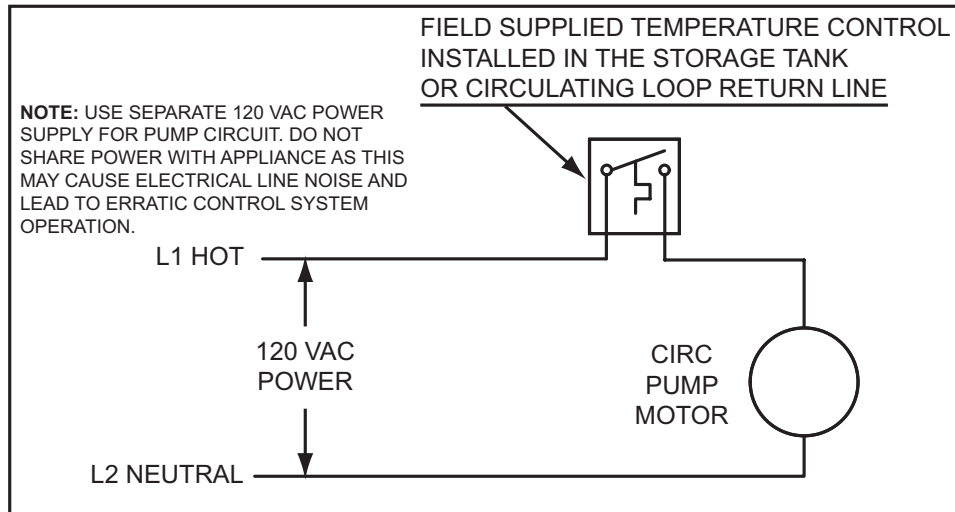 FIELD SUPPLIED TEMPERATURE CONTROL
INSTALLED IN THE STORAGE TANK
OR CIRCULATING LOOP RETURN LINE
NOTE: USE SEPARATE 120 VAC POWER
SUPPLY FOR PUMP CIRCUIT. DO NOT
SHARE POWER WITH APPLIANCE AS THIS
MAY CAUSE ELECTRICAL LINE NOISE AND
LEAD TO ERRATIC CONTROL SYSTEM
OPERATION.
L1 HOT
120 VAC
POWER
CIRC
PUMP
MOTOR
L2 NEUTRAL